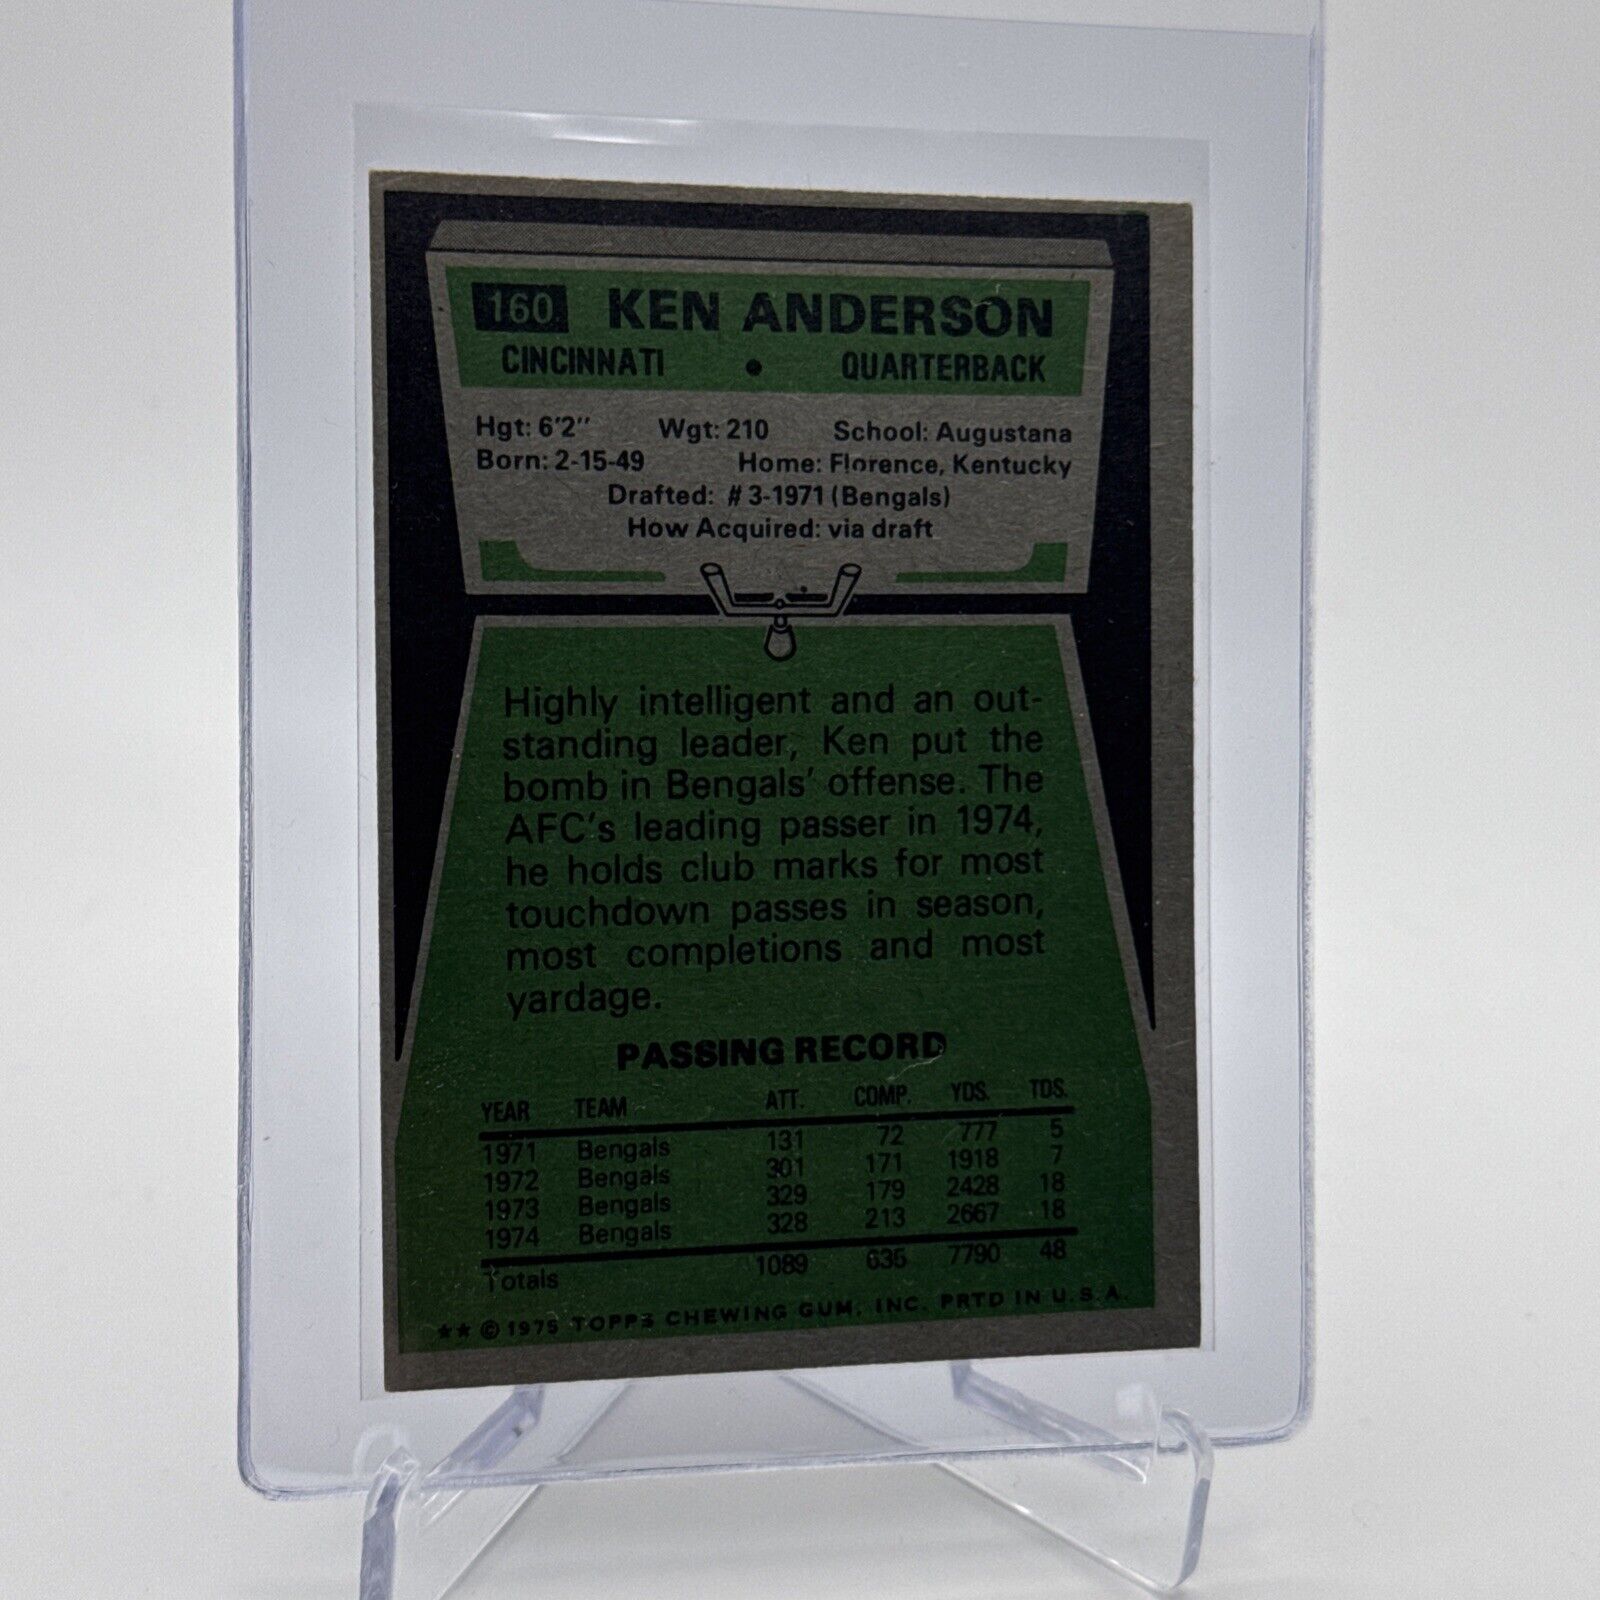 160 KEN ANDERSON
CINCINNATI • QUARTERBACK
Hgt: 6'2" Wgt: 210 School: Augustana
Born: 2-15-49 Home: Florence, Kentucky
Drafted: #3-1971 (Bengals)
How Acquired: via draft
Highly intelligent and an out-
standing leader, Ken put the
bomb in Bengals' offense. The
AFC's leading passer in 1974,
he holds club marks for most
touchdown passes in season,
most completions and most
yardage.
PASSING RECORD
YEAR TEAM ATT. COMP. YDS. TDS.
1971 Bengals 131 72 777 5
1972 Bengals 301 171 1918 7
1973 Bengals 329 179 2428 18
1974 Bengals 328 213 2667 18
Totals 1089 635 7790 48
★★ © 1975 TOPPS CHEWING GUM, INC. PRTD IN U.S.A.